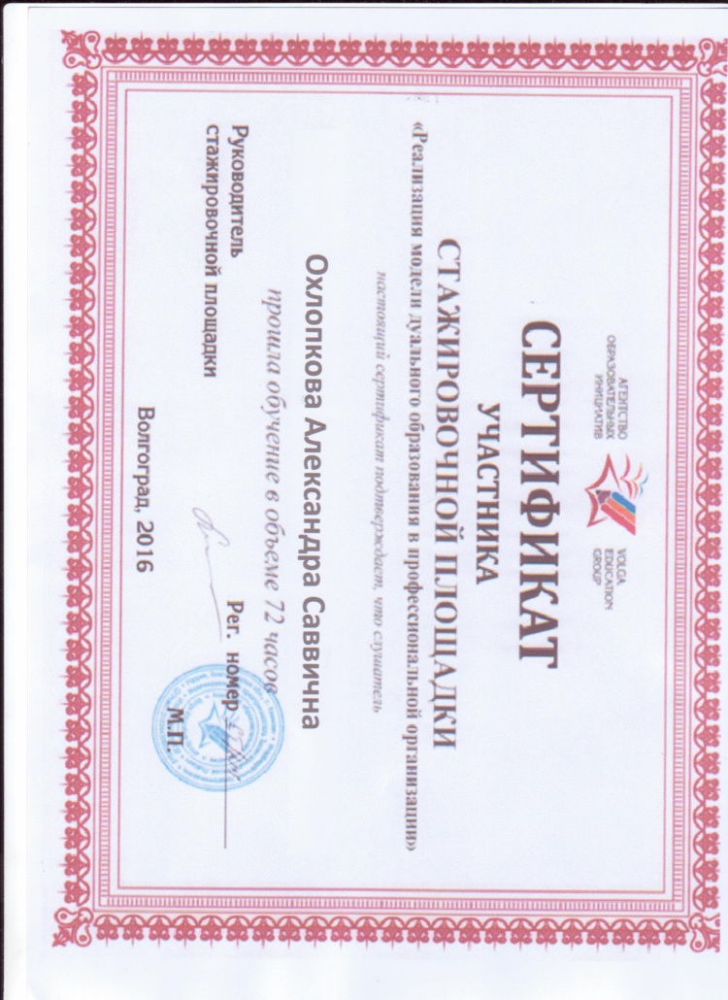 АГЕНТСТВО
ОБРАЗОВАТЕЛЬНЫХ
ИНИЦИАТИВ
VOLGA
EDUCATION
GROUP
СЕРТИФИКАТ
УЧАСТНИКА
СТАЖИРОВОЧНОЙ ПЛОЩАДКИ
«Реализация модели дуального образования в профессиональной организации»
настоящий сертификат подтверждает, что слушатель
Охлопкова Александра Саввична
прошла обучение в объеме 72 часов
Руководитель
стажировочной площадки
Рег. номер
М.П.
Волгоград, 2016